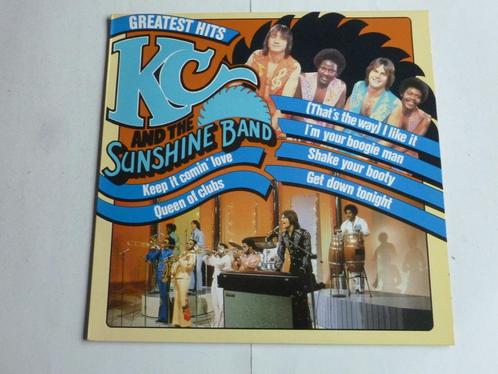 GREATEST HITS
KC
AND THE
SUNSHINE BAND
Keep it comin' love
Queen of clubs
(That's the way) I like it
I'm your boogie man
Shake your booty
Get down tonight